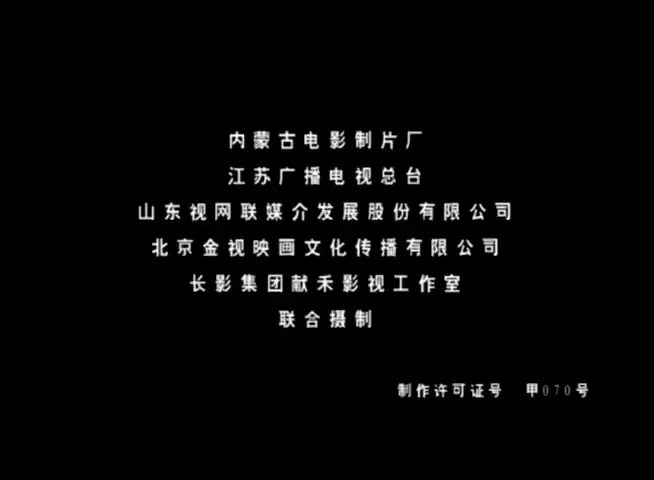 内蒙古电影制片厂
江苏广播电视总台
山东视网联媒介发展股份有限公司
北京金视映画文化传播有限公司
长影集团献禾影视工作室
联合摄制
制作许可证号 甲070号